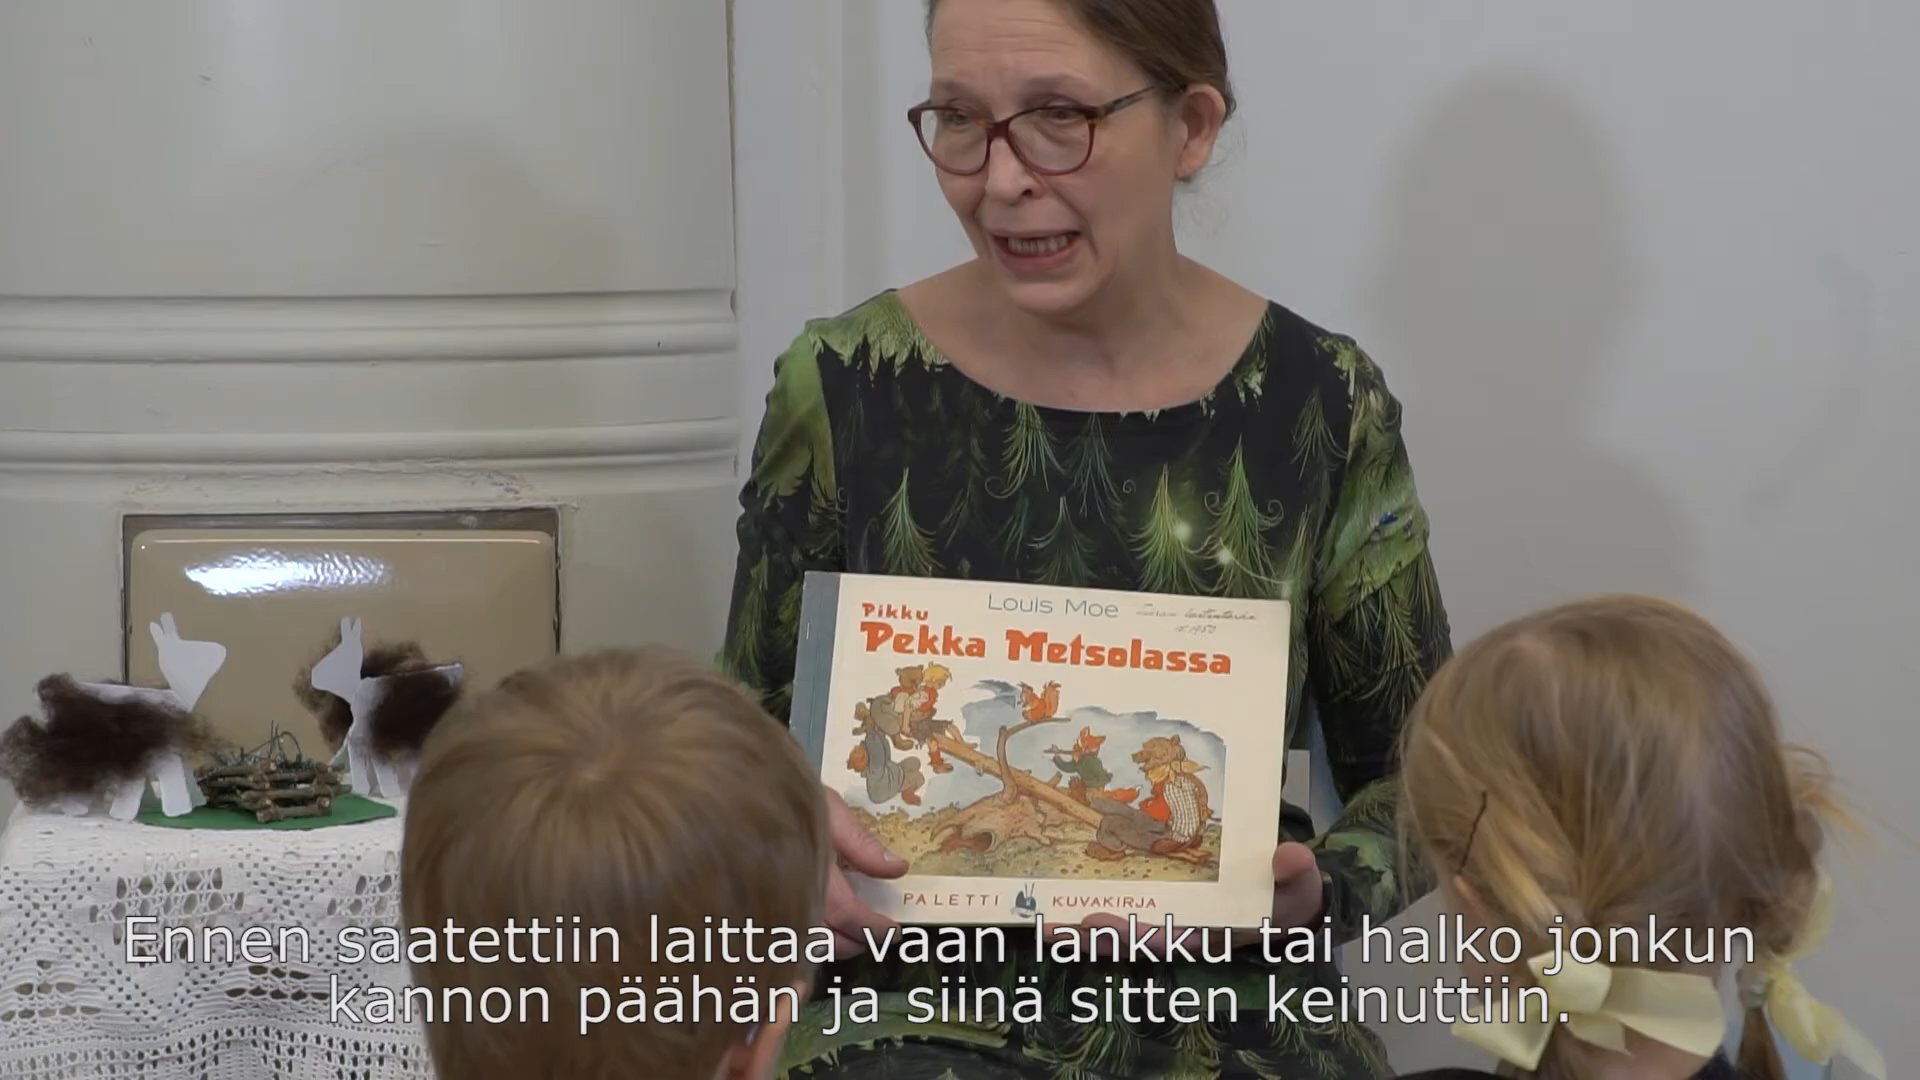 Louis Moe
Pikku
Pekka Metsolassa
PALETTI KUVAKIRJA
Ennen saatettiin laittaa vaan lankku tai halko jonkun
kannon päähän ja siinä sitten keinuttiin.